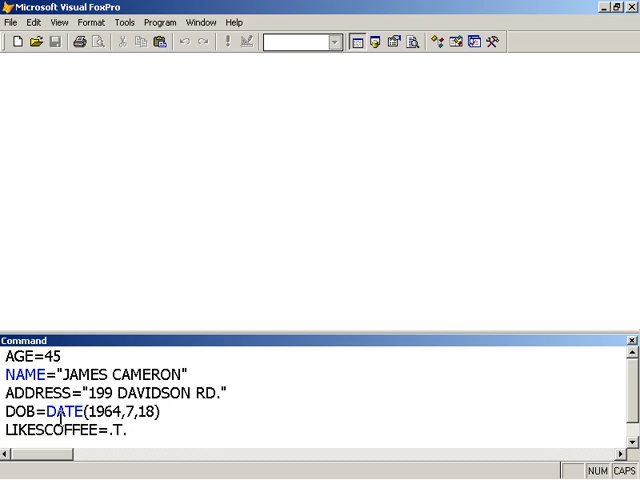 Microsoft Visual FoxPro
File Edit View Format Tools Program Window Help
Command
AGE=45
NAME="JAMES CAMERON"
ADDRESS="199 DAVIDSON RD."
DOB=DATE(1964,7,18)
LIKESCOFFEE=.T.
NUM CAPS